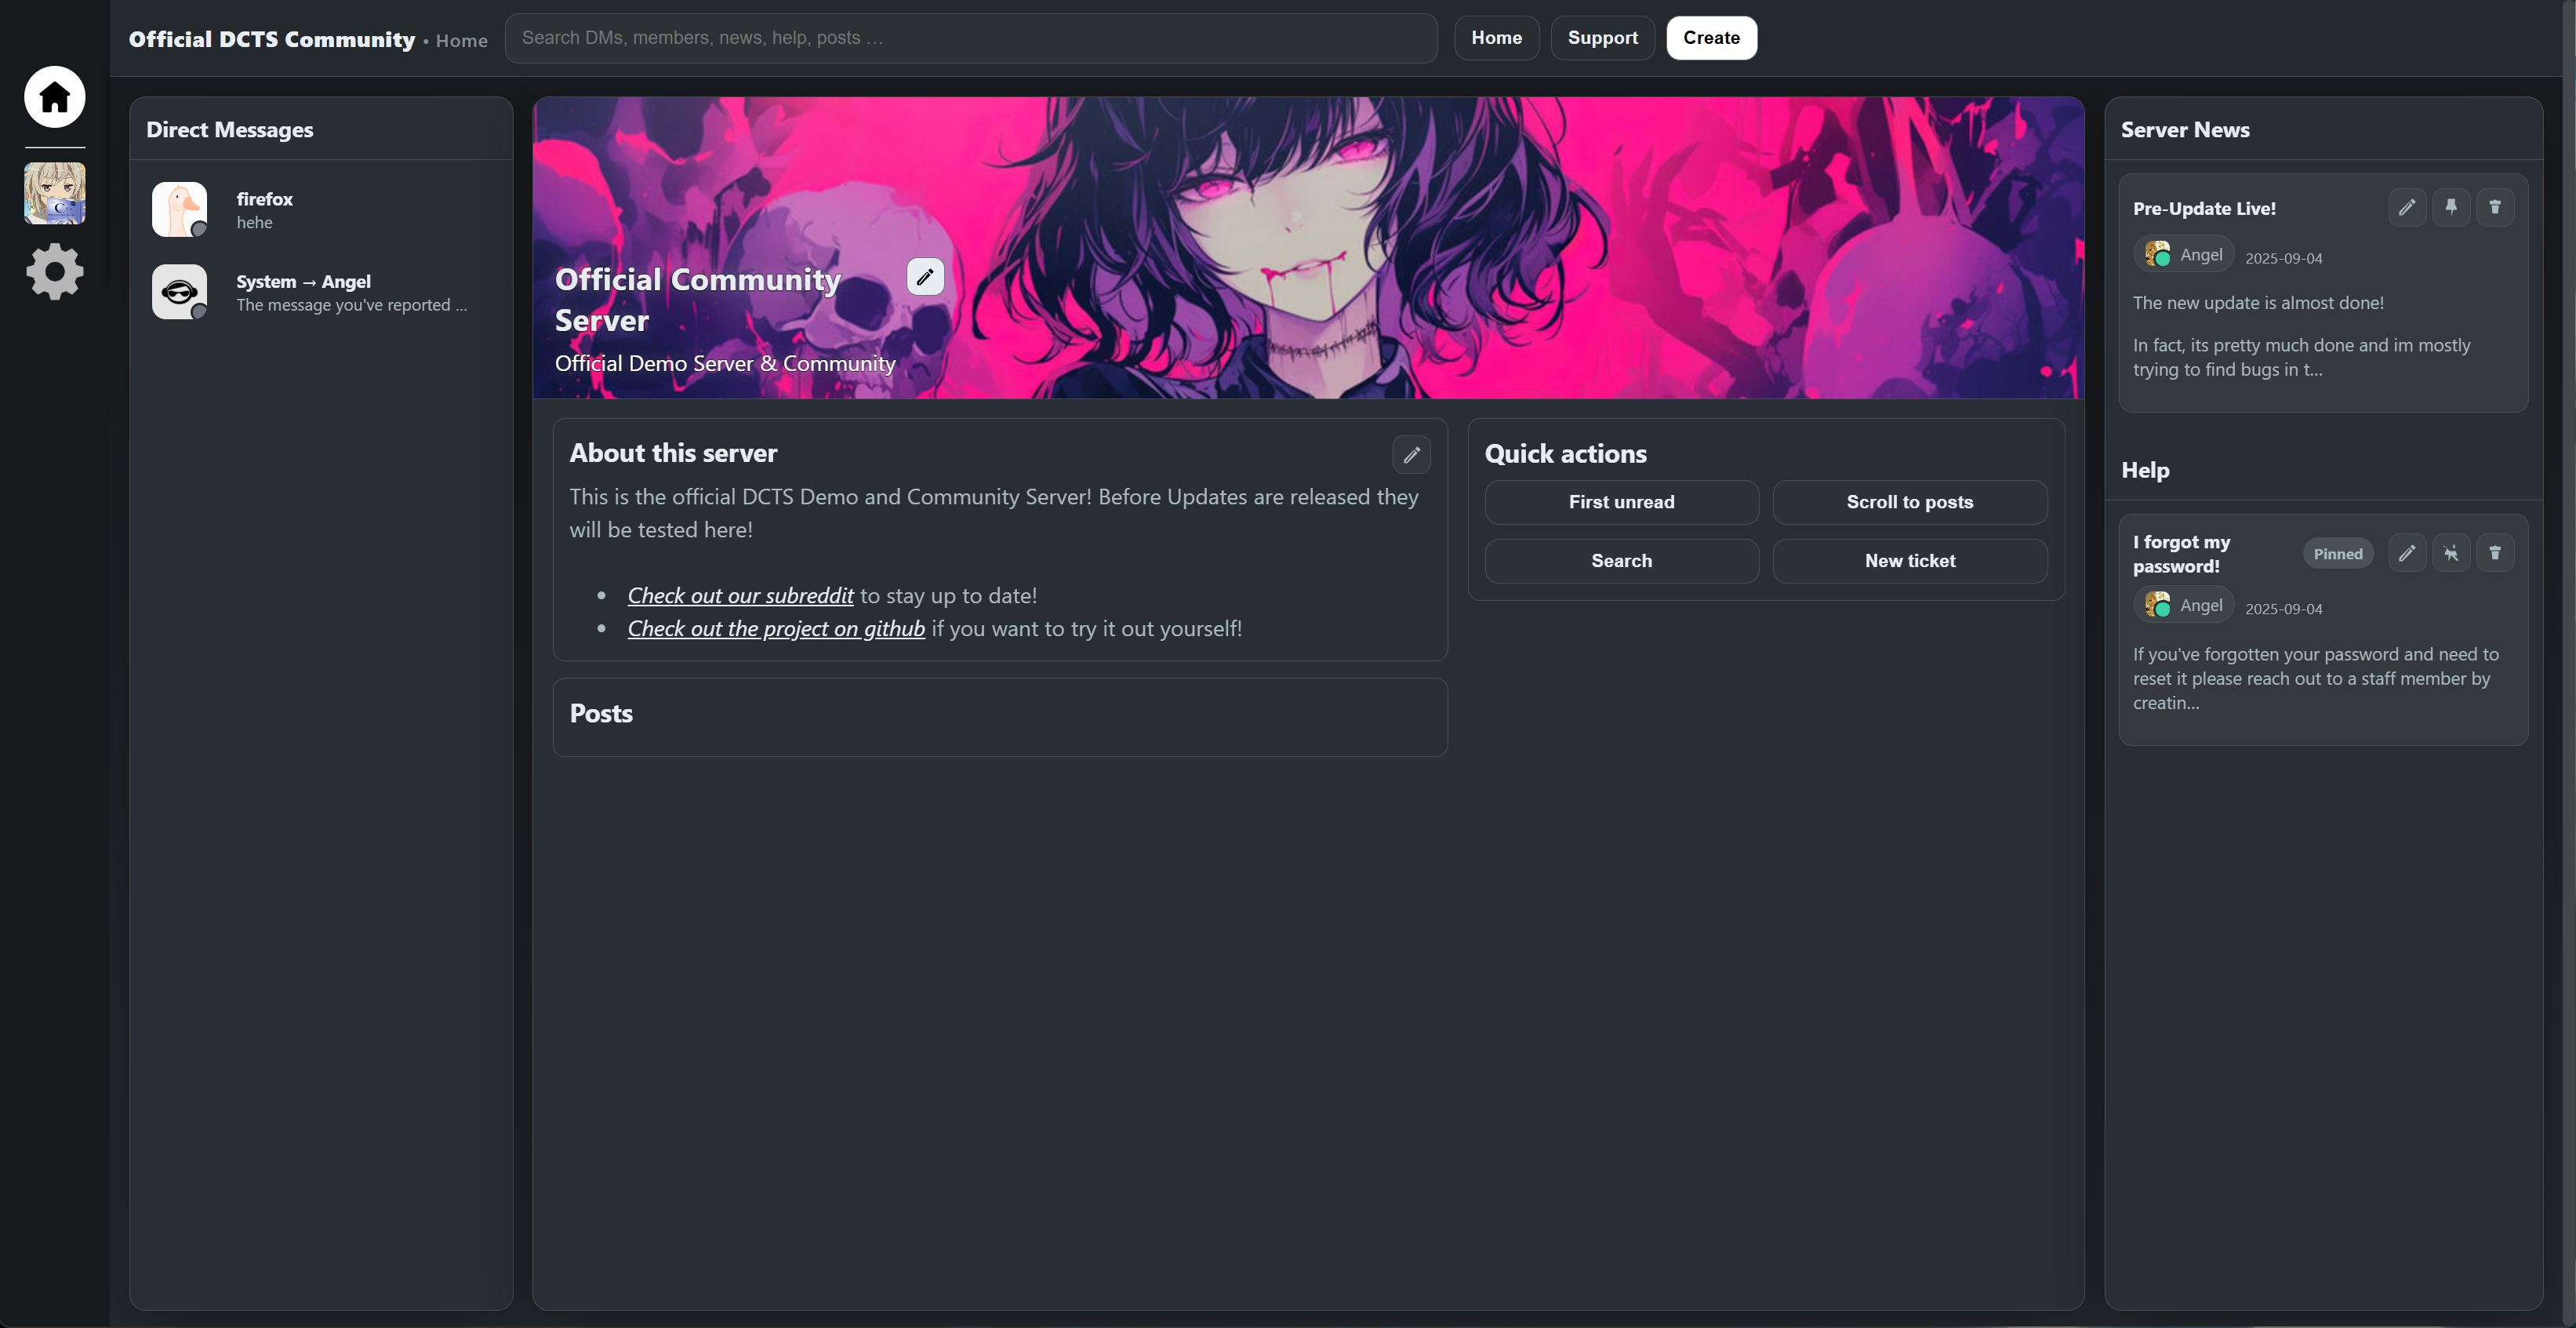 Official DCTS Community • Home
Search DMs, members, news, help, posts …
Home
Support
Create
Direct Messages
firefox
hehe
System → Angel
The message you've reported ...
Official Community
Server
Official Demo Server & Community
About this server
This is the official DCTS Demo and Community Server! Before Updates are released they
will be tested here!
• Check out our subreddit to stay up to date!
• Check out the project on github if you want to try it out yourself!
Posts
Quick actions
First unread
Scroll to posts
Search
New ticket
Server News
Pre-Update Live!
Angel
2025-09-04
The new update is almost done!
In fact, its pretty much done and im mostly
trying to find bugs in t...
Help
I forgot my
password!
Pinned
Angel
2025-09-04
If you've forgotten your password and need to
reset it please reach out to a staff member by
creatin...